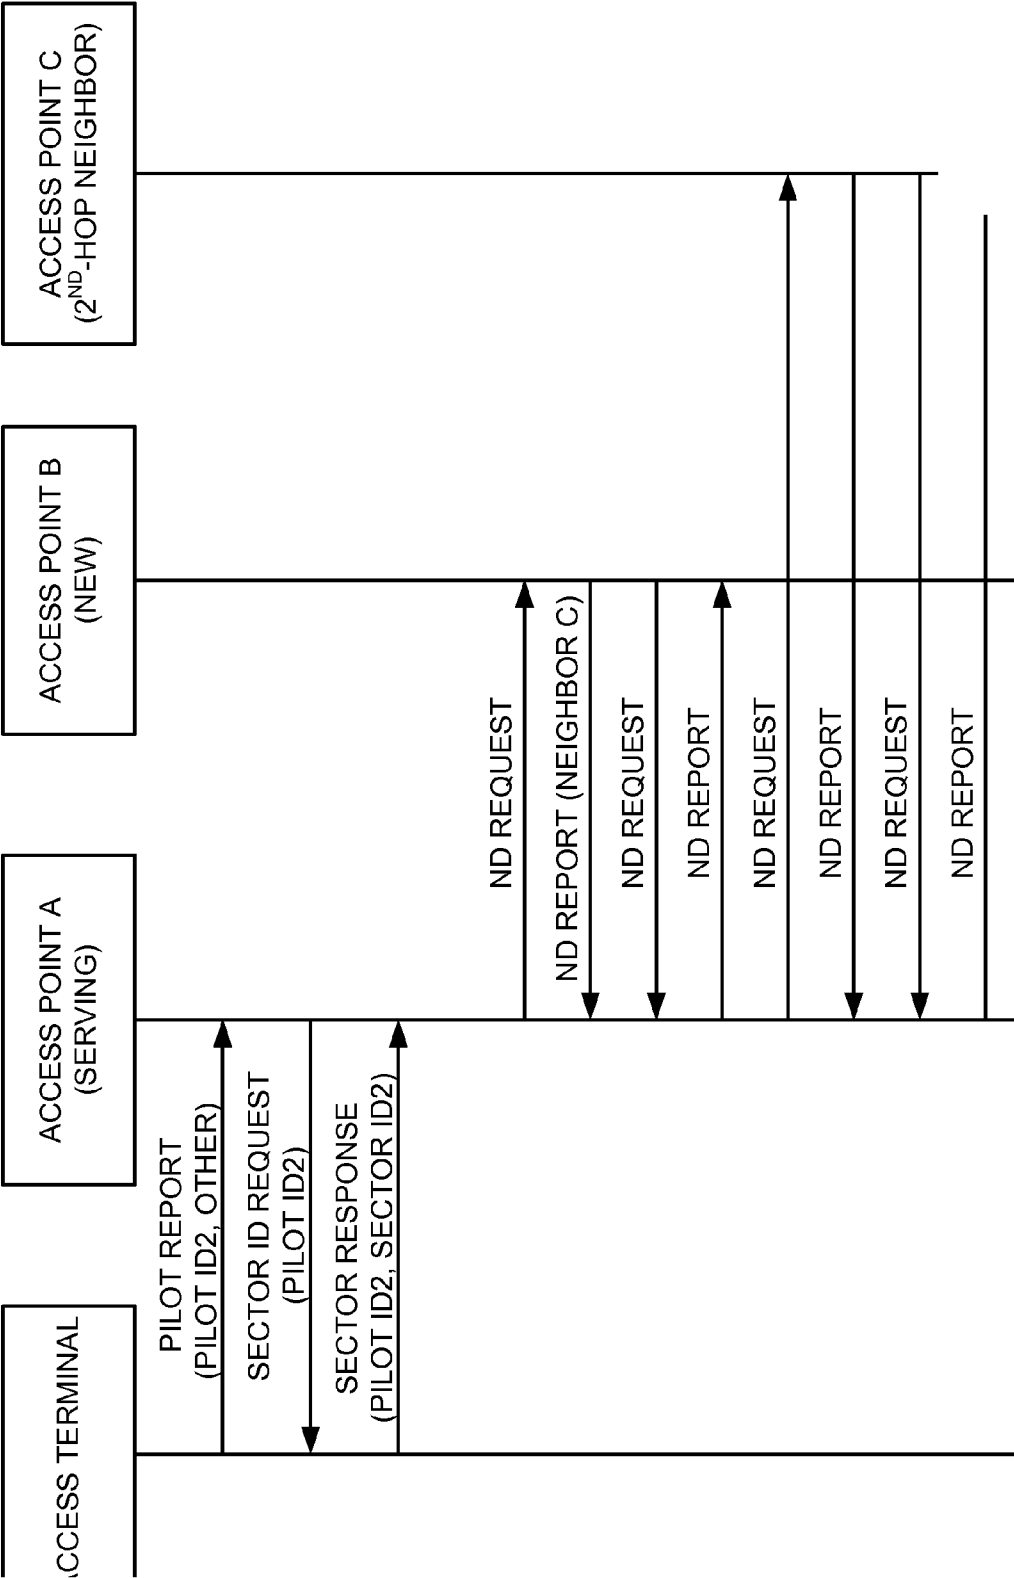 CCESS TERMINAL
ACCESS POINT A
(SERVING)
ACCESS POINT B
(NEW)
ACCESS POINT C
(2ND-HOP NEIGHBOR)
PILOT REPORT
(PILOT ID2, OTHER)
SECTOR ID REQUEST
(PILOT ID2)
SECTOR RESPONSE
(PILOT ID2, SECTOR ID2)
ND REQUEST
ND REPORT (NEIGHBOR C)
ND REQUEST
ND REPORT
ND REQUEST
ND REPORT
ND REQUEST
ND REPORT